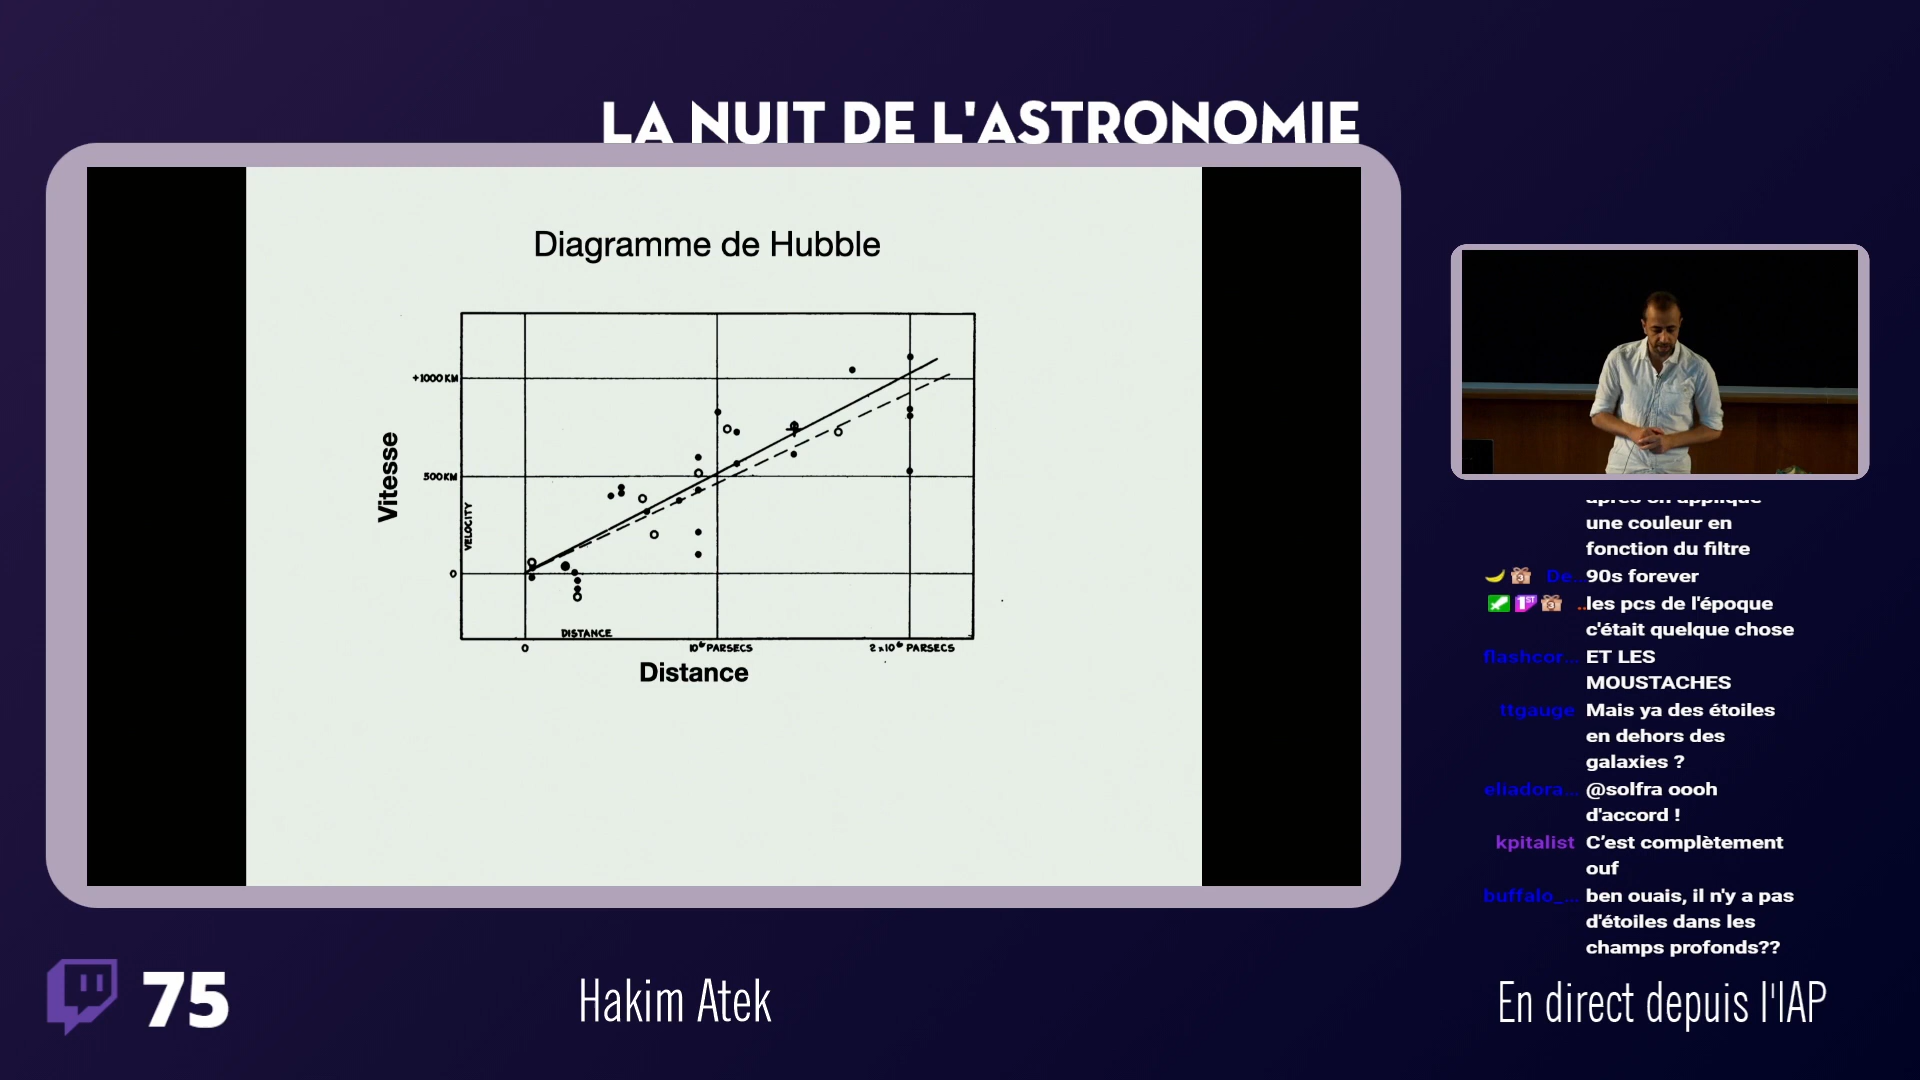 LA NUIT DE L'ASTRONOMIE
Diagramme de Hubble
+1000 KM
500 KM
0
VELOCITY
Vitesse
DISTANCE
0
10⁶ PARSECS
2x10⁶ PARSECS
Distance
après on applique
une couleur en
fonction du filtre
De... 90s forever
.. les pcs de l'époque
c'était quelque chose
flashcor... ET LES
MOUSTACHES
ttgauge Mais ya des étoiles
en dehors des
galaxies ?
eliadora... @solfra oooh
d'accord !
kpitalist C'est complètement
ouf
buffalo_... ben ouais, il n'y a pas
d'étoiles dans les
champs profonds??
75
Hakim Atek
En direct depuis l'IAP